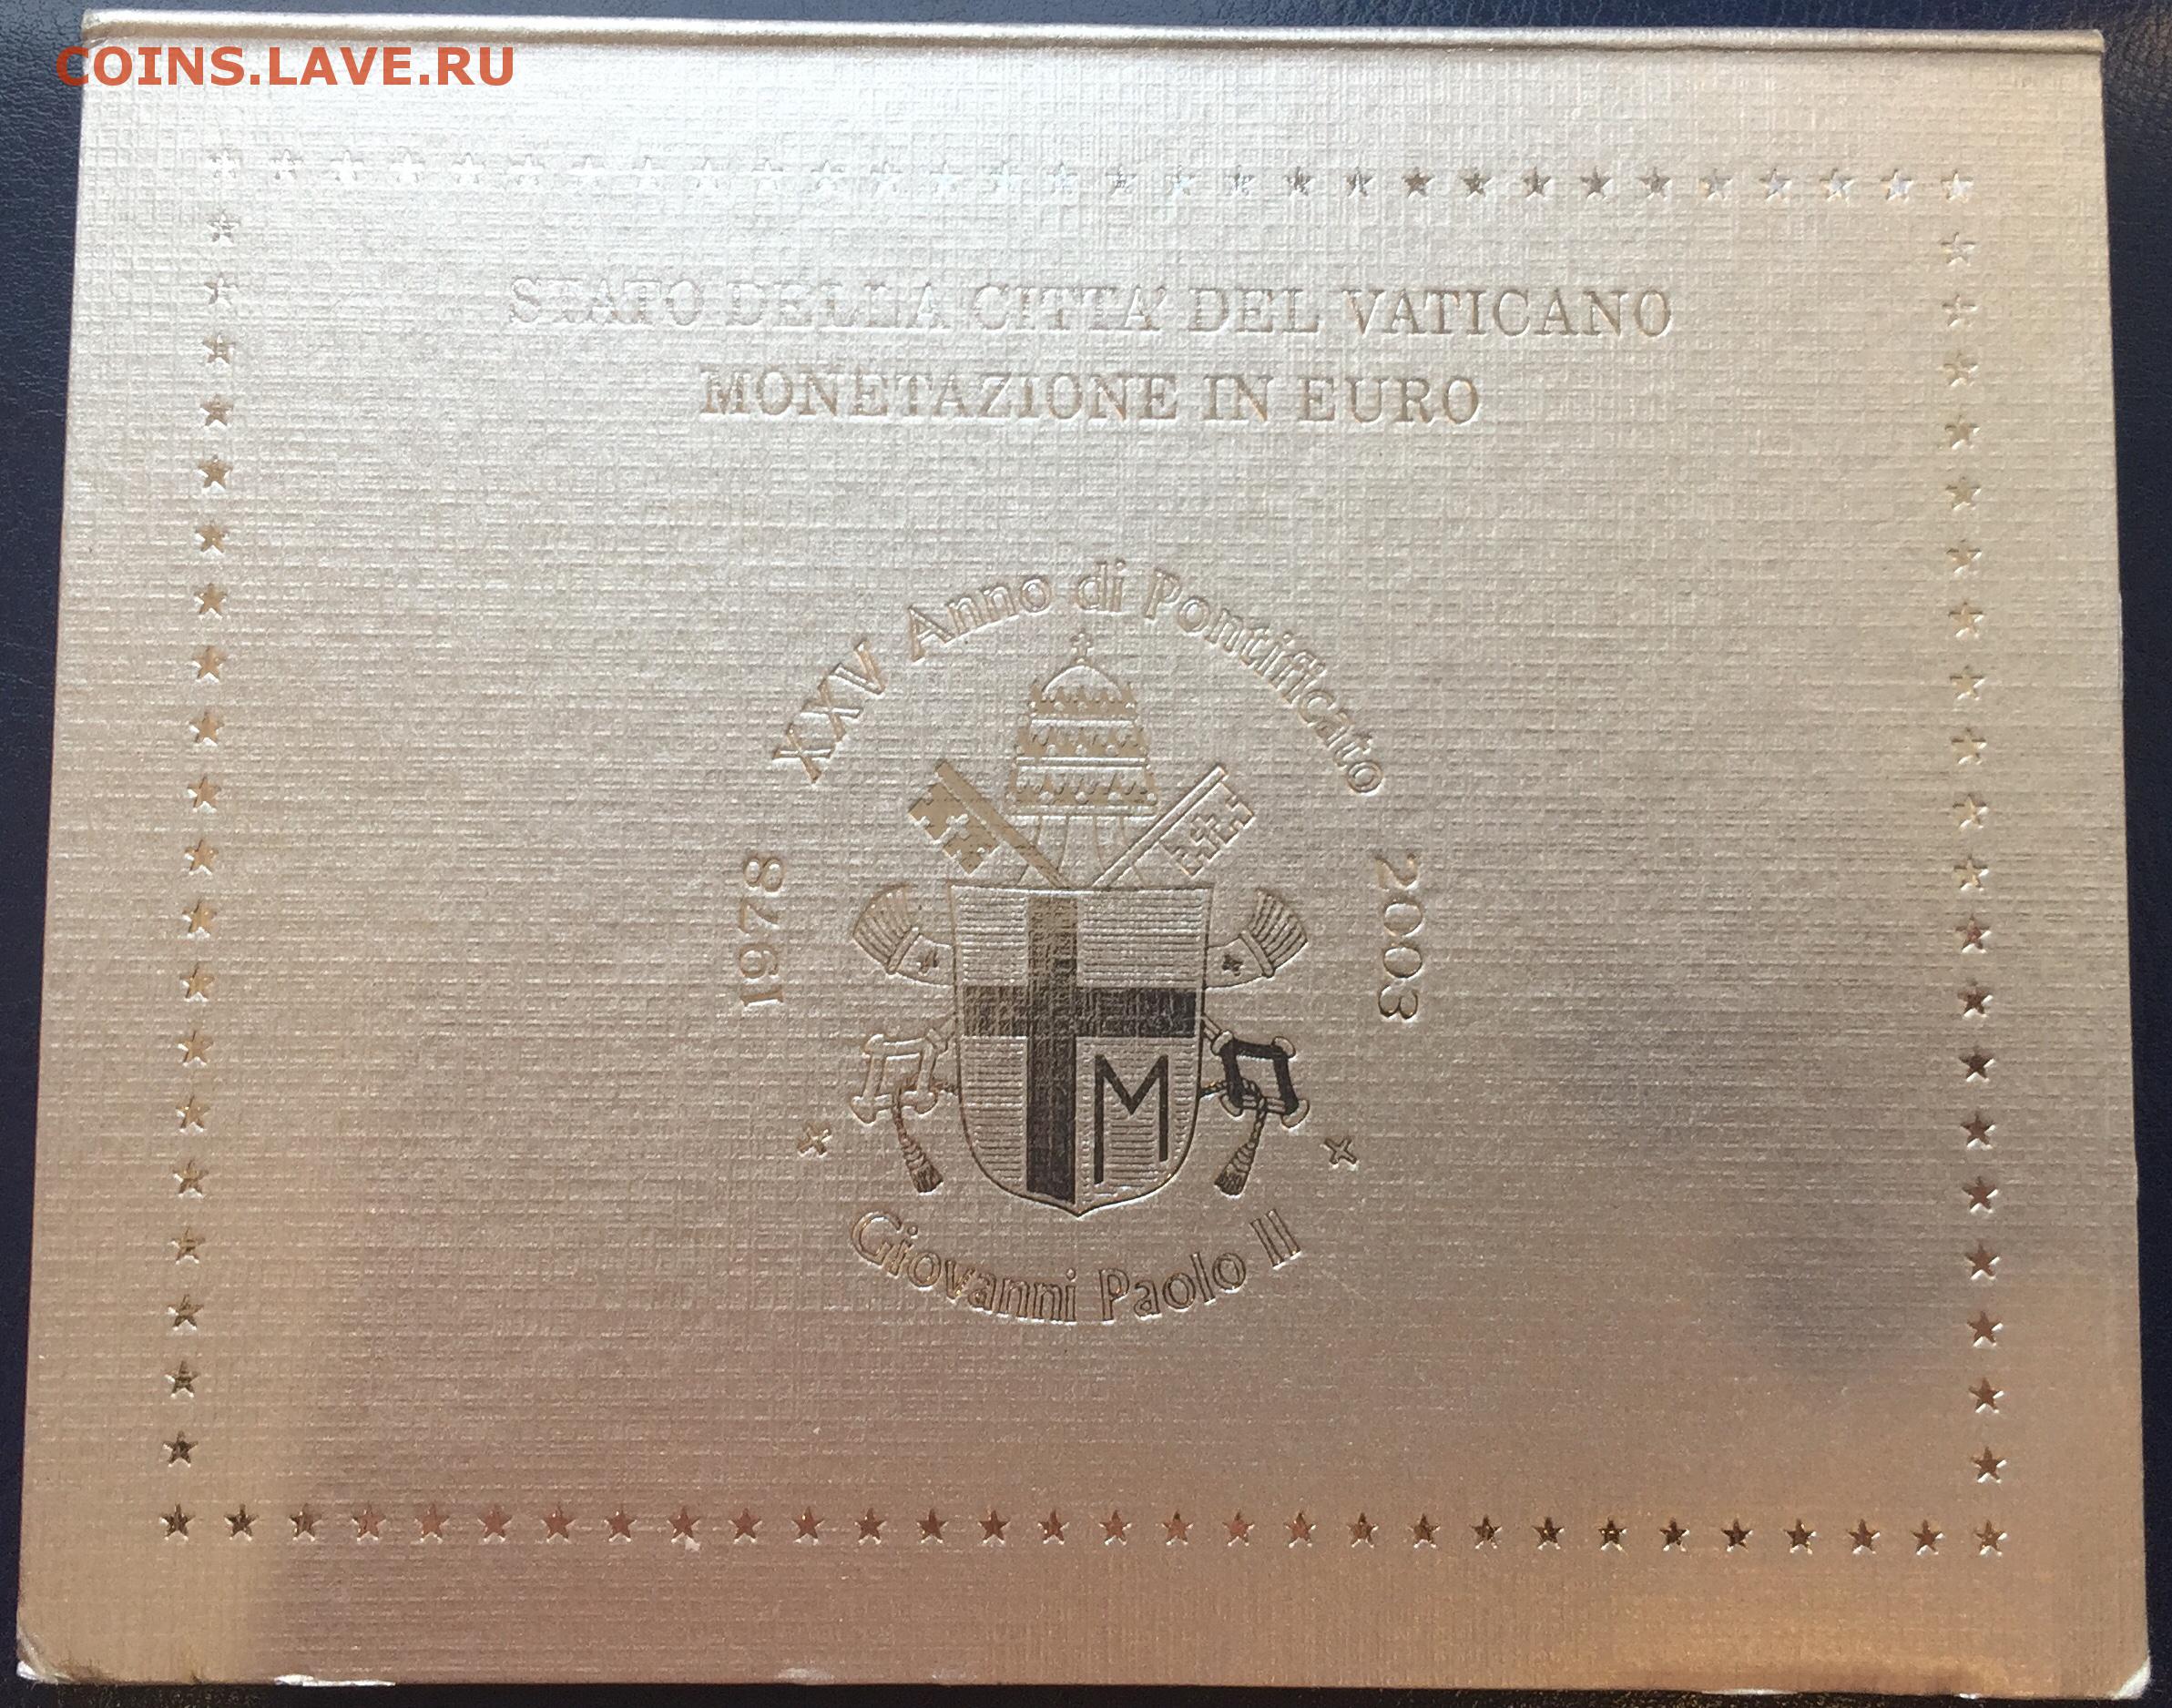 COINS.LAVE.RU
STATO DELLA CITTA' DEL VATICANO
MONETAZIONE IN EURO
XXV Anno di Pontificato
1978
2003
M
Giovanni Paolo II